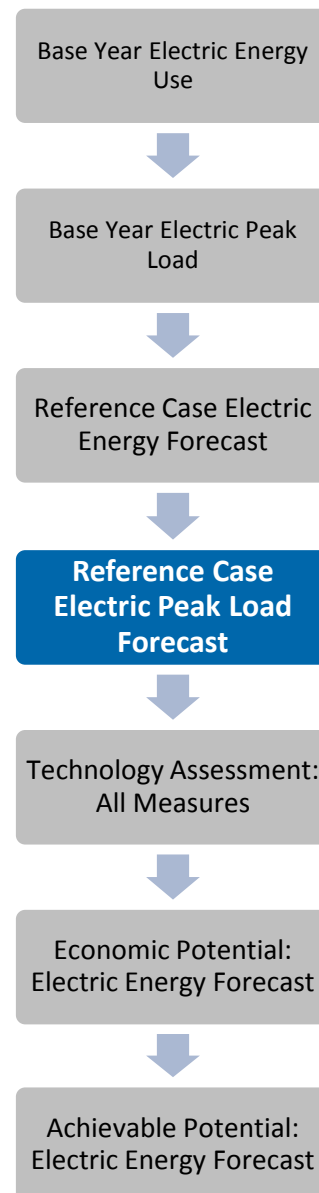 Base Year Electric Energy
Use
Base Year Electric Peak
Load
Reference Case Electric
Energy Forecast
Reference Case
Electric Peak Load
Forecast
Technology Assessment:
All Measures
Economic Potential:
Electric Energy Forecast
Achievable Potential:
Electric Energy Forecast